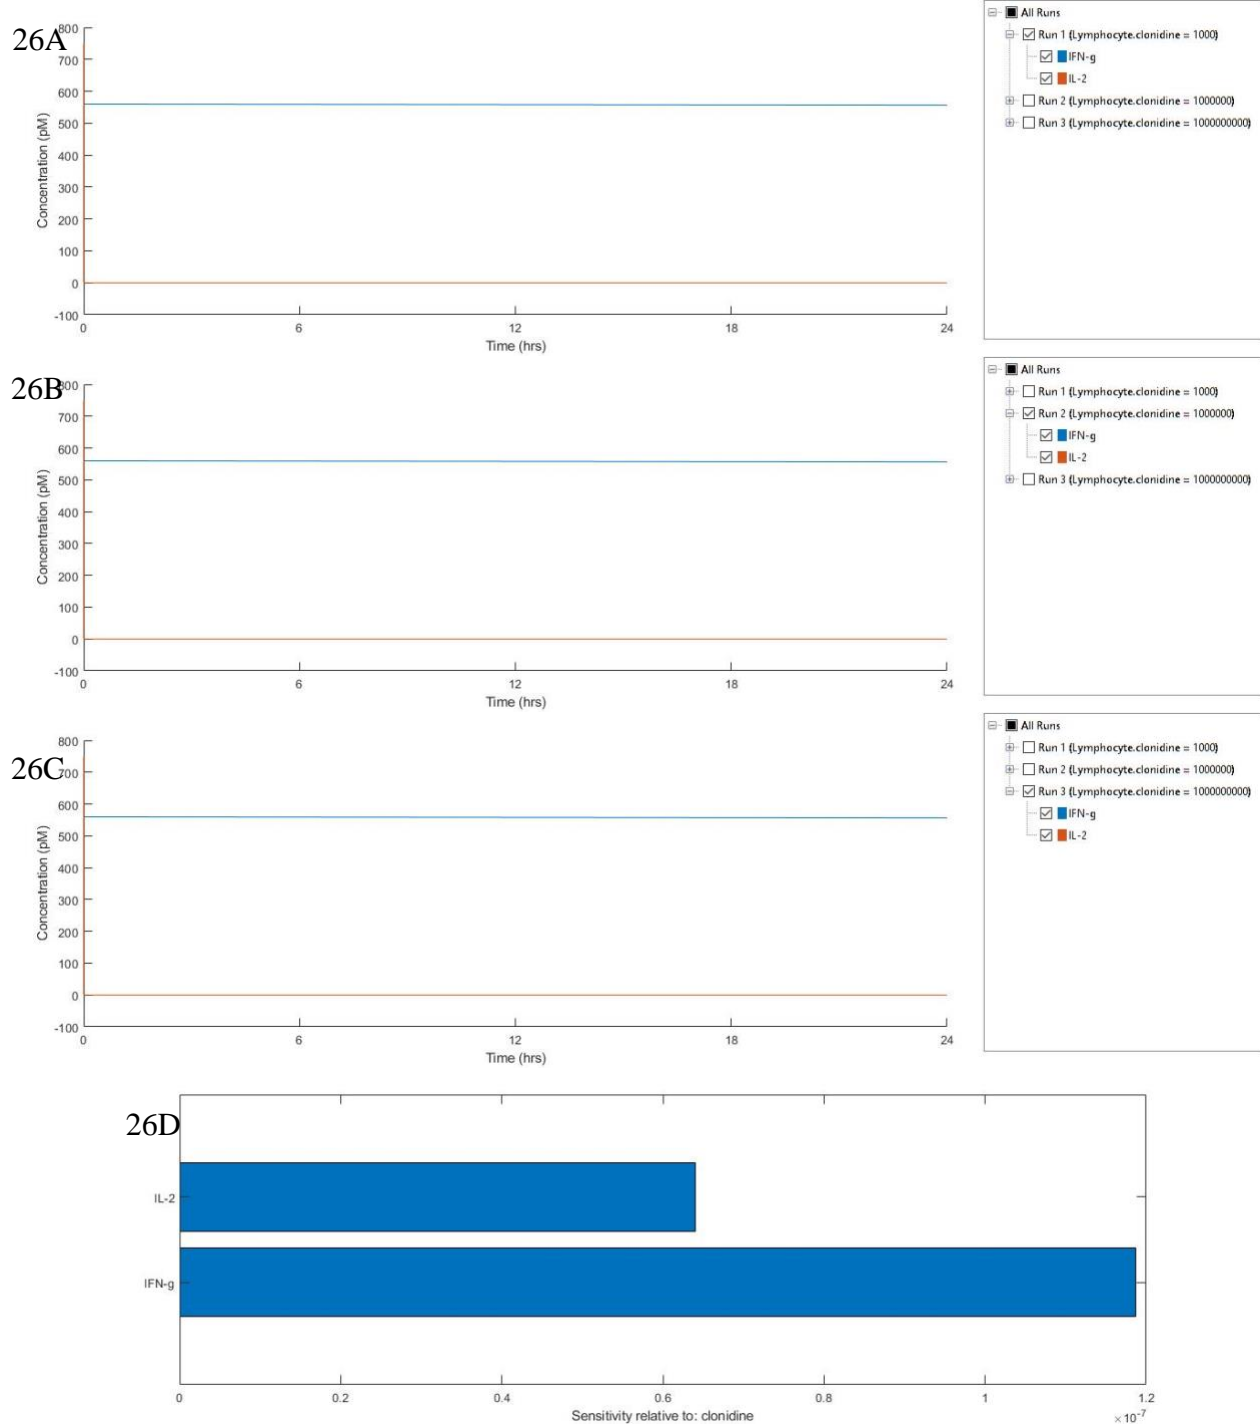 26A
800
700
600
500
400
300
200
100
0
-100
Concentration (pM)
0 6 12 18 24
Time (hrs)
All Runs
Run 1 (Lymphocyte.clonidine = 1000)
IFN-g
IL-2
Run 2 (Lymphocyte.clonidine = 1000000)
Run 3 (Lymphocyte.clonidine = 1000000000)
26B
800
700
600
500
400
300
200
100
0
-100
Concentration (pM)
0 6 12 18 24
Time (hrs)
All Runs
Run 1 (Lymphocyte.clonidine = 1000)
Run 2 (Lymphocyte.clonidine = 1000000)
IFN-g
IL-2
Run 3 (Lymphocyte.clonidine = 1000000000)
26C
800
700
600
500
400
300
200
100
0
-100
Concentration (pM)
0 6 12 18 24
Time (hrs)
All Runs
Run 1 (Lymphocyte.clonidine = 1000)
Run 2 (Lymphocyte.clonidine = 1000000)
Run 3 (Lymphocyte.clonidine = 1000000000)
IFN-g
IL-2
26D
IL-2
IFN-g
0 0.2 0.4 0.6 0.8 1 1.2
Sensitivity relative to: clonidine
×10⁻⁷